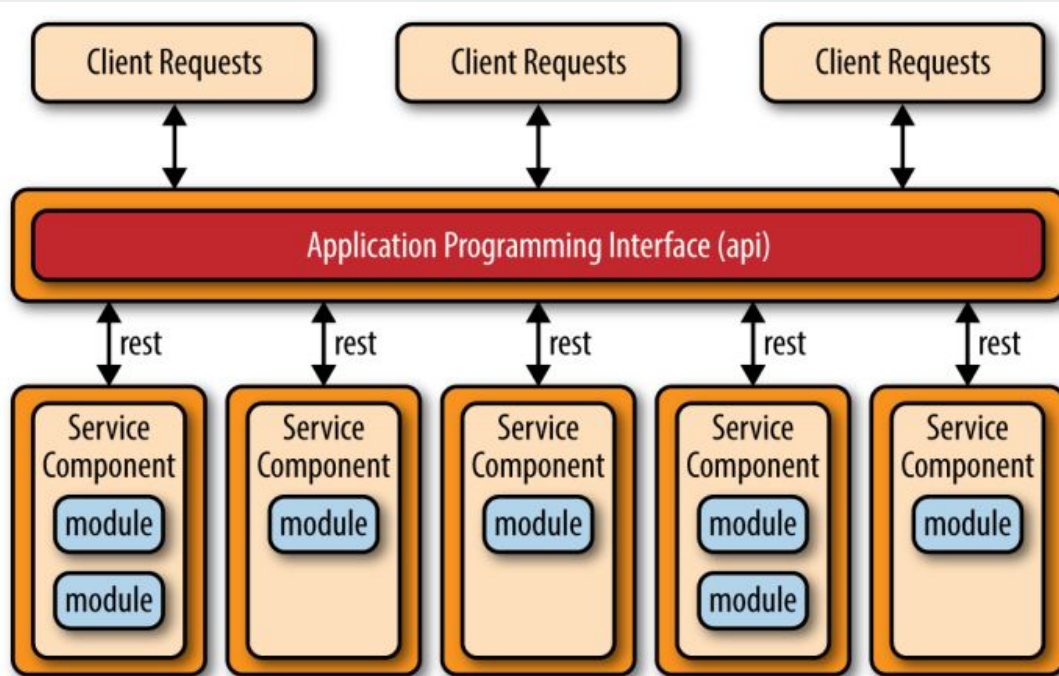 Client Requests
Client Requests
Client Requests
Application Programming Interface (api)
rest
rest
rest
rest
rest
Service
Component
module
module
Service
Component
module
Service
Component
module
Service
Component
module
module
Service
Component
module